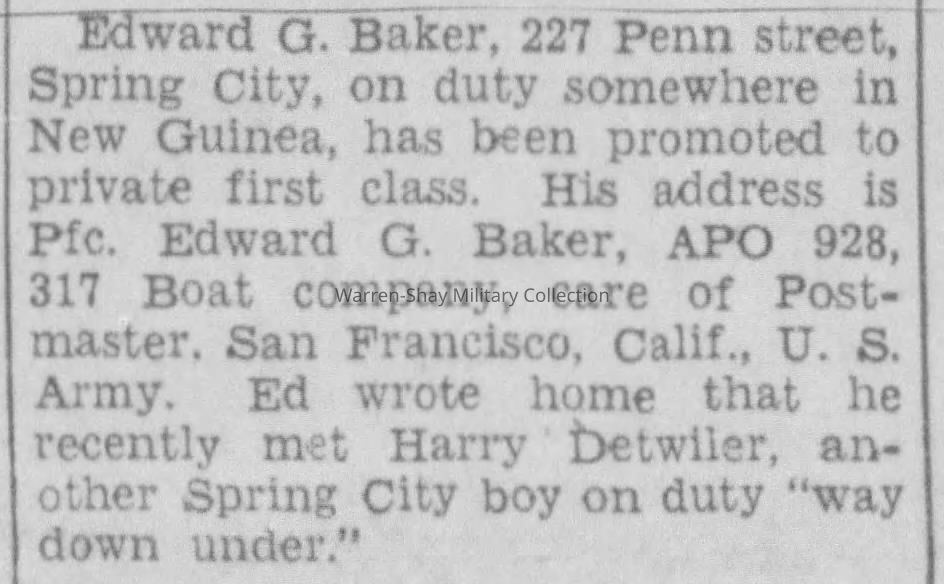 Edward G. Baker, 227 Penn street,
Spring City, on duty somewhere in
New Guinea, has been promoted to
private first class. His address is
Pfc. Edward G. Baker, APO 928,
317 Boat company, care of Post-
Warren-Shay Military Collection
master, San Francisco, Calif., U. S.
Army. Ed wrote home that he
recently met Harry Detwiler, an-
other Spring City boy on duty "way
down under."